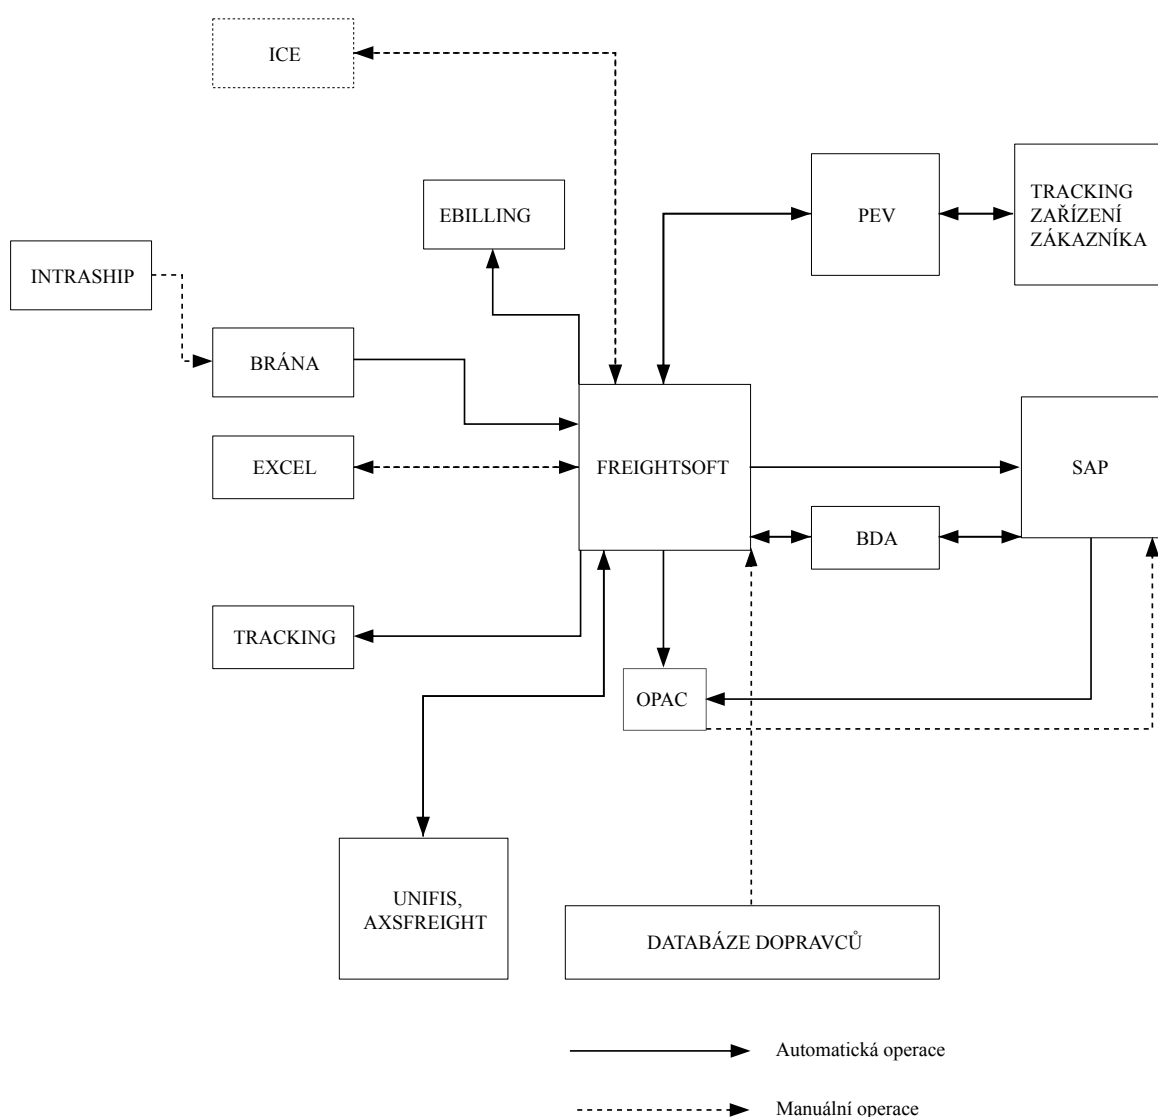 ICE
EBILLING
PEV
TRACKING
ZAŘÍZENÍ
ZÁKAZNÍKA
INTRASHIP
BRÁNA
EXCEL
FREIGHTSOFT
SAP
BDA
TRACKING
OPAC
UNIFIS,
AXSFREIGHT
DATABÁZE DOPRAVCŮ
Automatická operace
Manuální operace